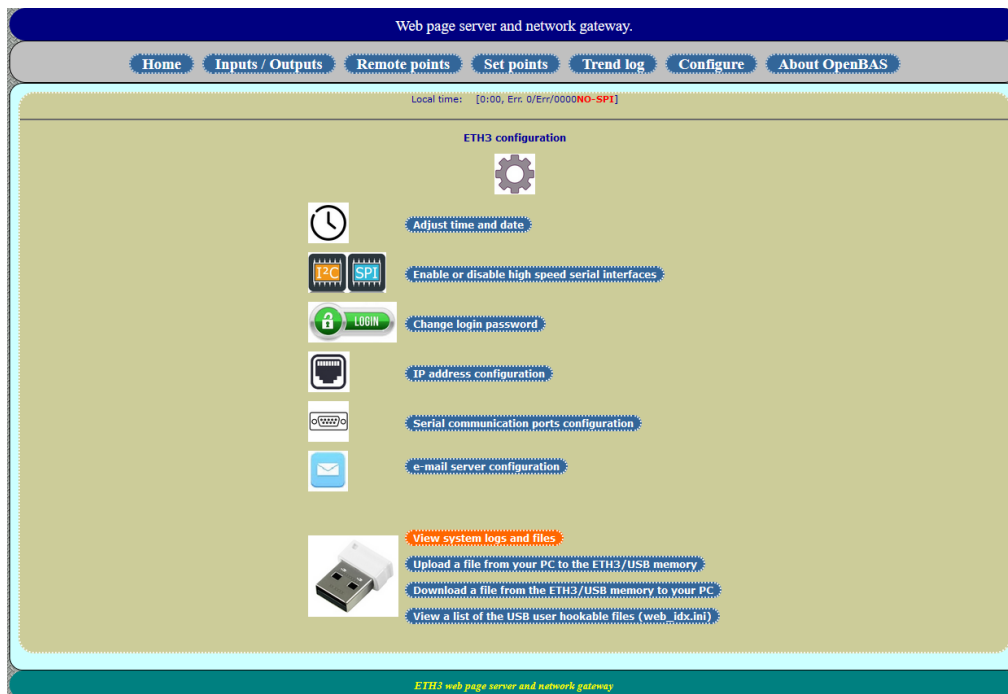 Web page server and network gateway.
Home Inputs / Outputs Remote points Set points Trend log Configure About OpenBAS
Local time: [0:00, Err. 0/Err/0000NO-SPI]
ETH3 configuration
Adjust time and date
I²C SPI Enable or disable high speed serial interfaces
LOGIN Change login password
IP address configuration
Serial communication ports configuration
e-mail server configuration
View system logs and files
Upload a file from your PC to the ETH3/USB memory
Download a file from the ETH3/USB memory to your PC
View a list of the USB user hookable files (web_idx.ini)
ETH3 web page server and network gateway